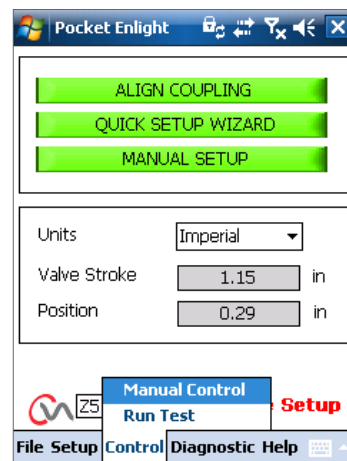 Pocket Enlight
ALIGN COUPLING
QUICK SETUP WIZARD
MANUAL SETUP
Units Imperial
Valve Stroke 1.15 in
Position 0.29 in
Z5 Setup
Manual Control
Run Test
File Setup Control Diagnostic Help